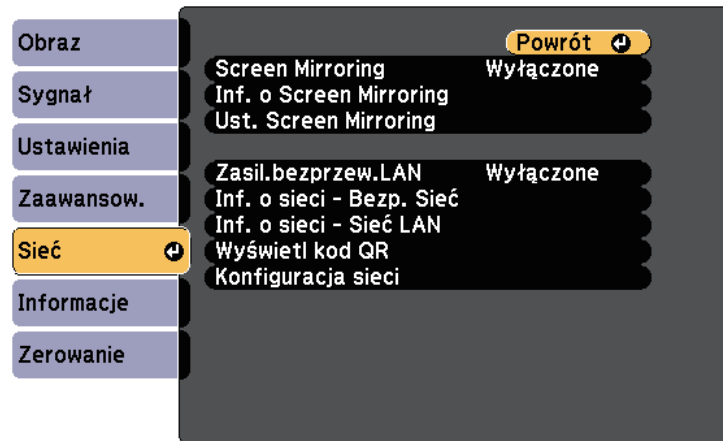 Obraz
Sygnał
Ustawienia
Zaawansow.
Sieć
Informacje
Zerowanie
Powrót
Screen Mirroring Wyłączone
Inf. o Screen Mirroring
Ust. Screen Mirroring
Zasil.bezprzew.LAN Wyłączone
Inf. o sieci - Bezp. Sieć
Inf. o sieci - Sieć LAN
Wyświetl kod QR
Konfiguracja sieci